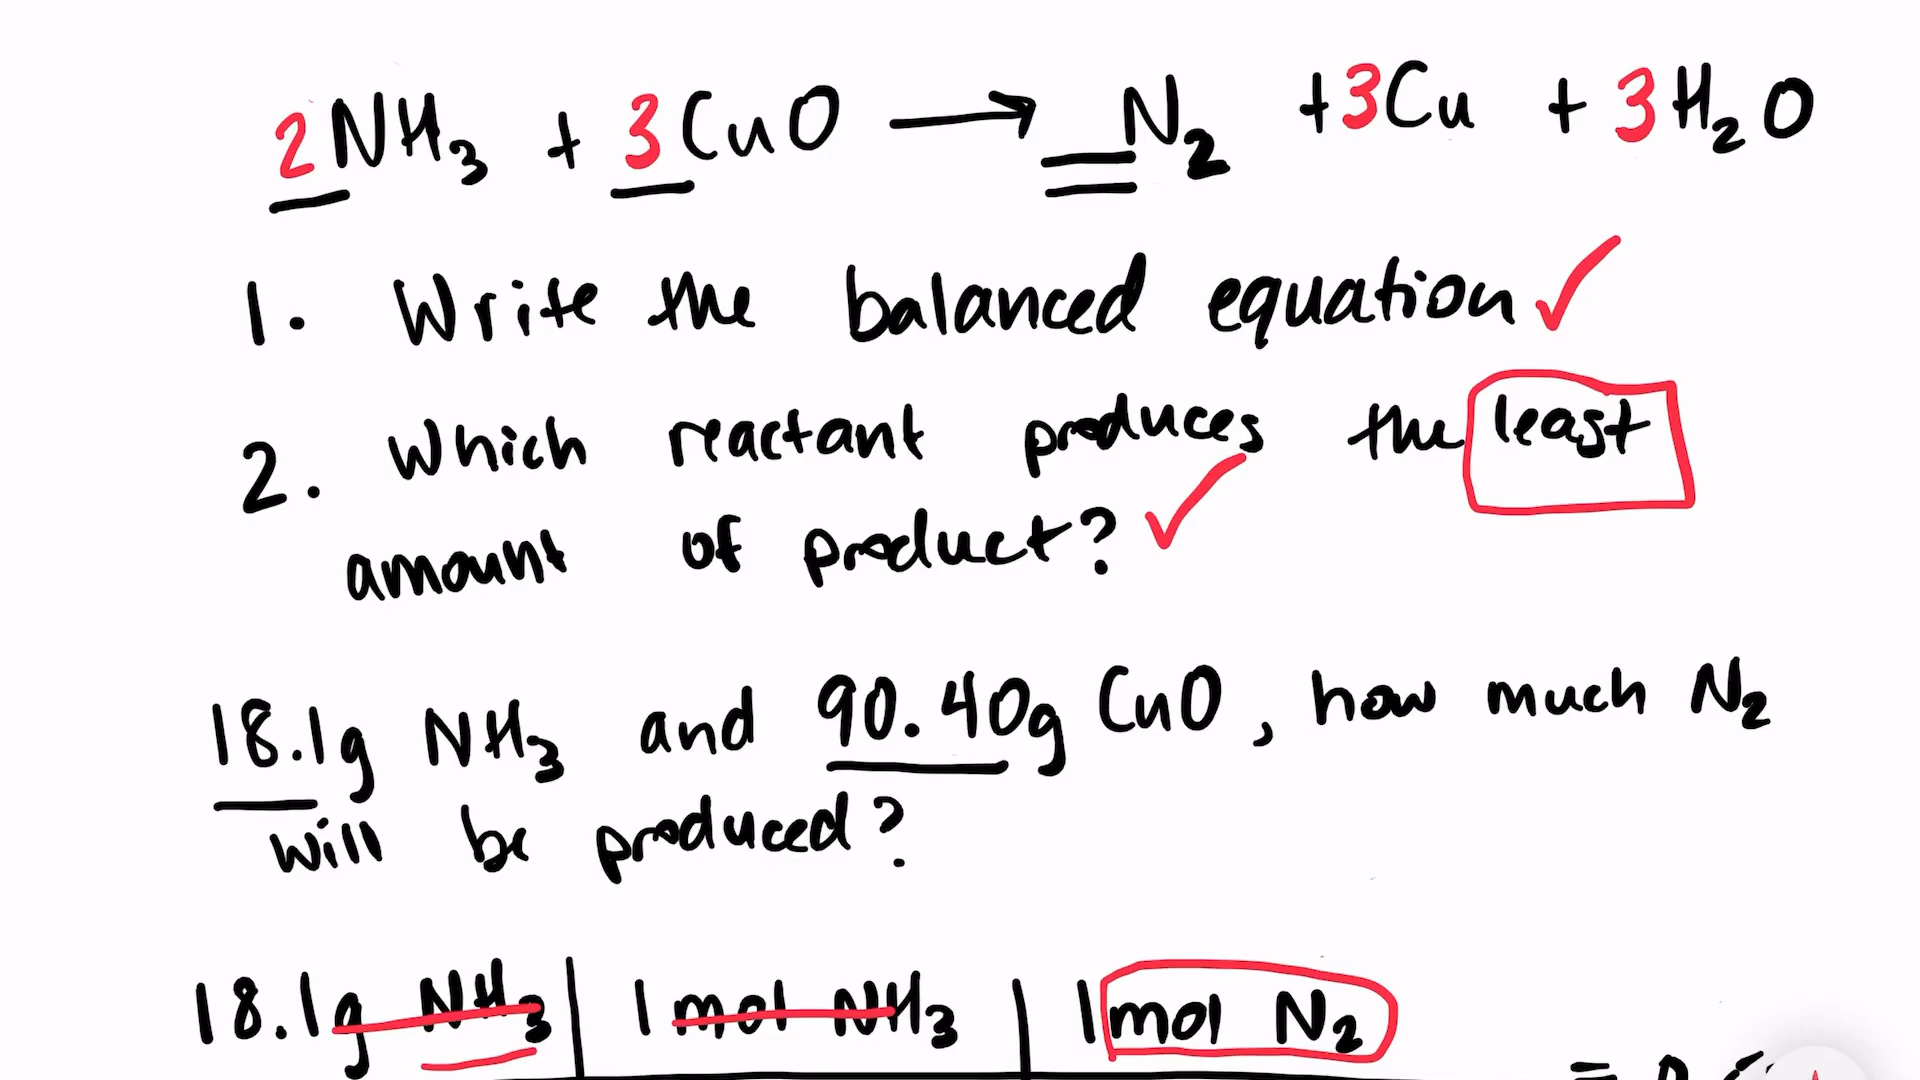 2NH₃ + 3CuO → N₂ + 3Cu + 3H₂O
1. Write the balanced equation ✓
2. Which reactant produces the least
amount of product? ✓
18.1g NH₃ and 90.40g CuO, how much N₂
will be produced?
18.1g NH₃ | 1 mol NH₃ | 1 mol N₂
=